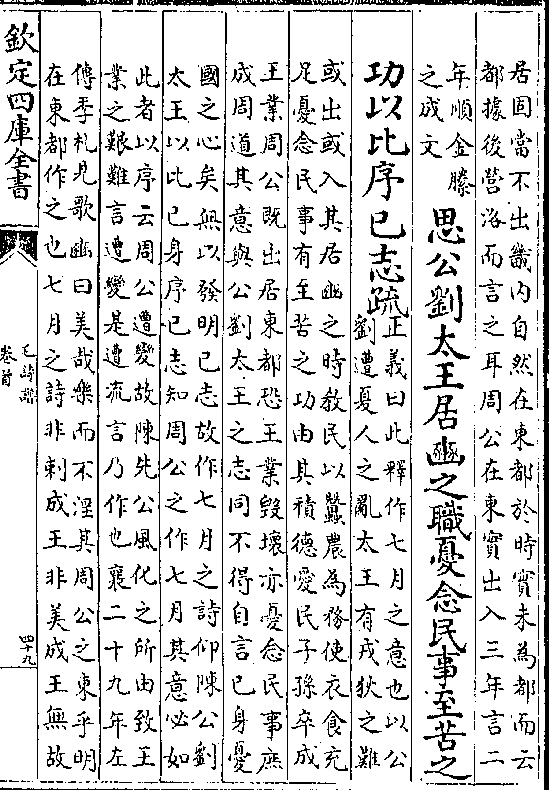 居固當不出畿内自然在東都於時實未為都而云
都據後營洛而言之耳周公在東實出入三年言二
年順金縢
之成文
思公劉太王居豳之職憂念民事至苦之
功以比序已志疏
正義曰此釋作七月之意也以公
劉遭夏人之亂太王有戎狄之難
或出或入其居豳之時教民以蠶農為務使衣食充
足憂念民事有至苦之功由其積德愛民子孫卒成
王業周公既出居東都恐王業毀壞亦憂念民事庶
成周道其意與公劉太王之志同不得自言已身憂
國之心矣無以發明已志故作七月之詩仰陳公劉
太王以比已身序已志知周公之作七月其意必如
此者以序云周公遭變故陳先公風化之所由致王
業之艱難言遭變是遭流言乃作也襄二十九年左
傳季札見歌豳曰美哉樂而不淫其周公之東乎明
在東都作之也七月之詩非刺成王非美成王無故
欽定四庫全書
毛詩譜
卷首
四十九